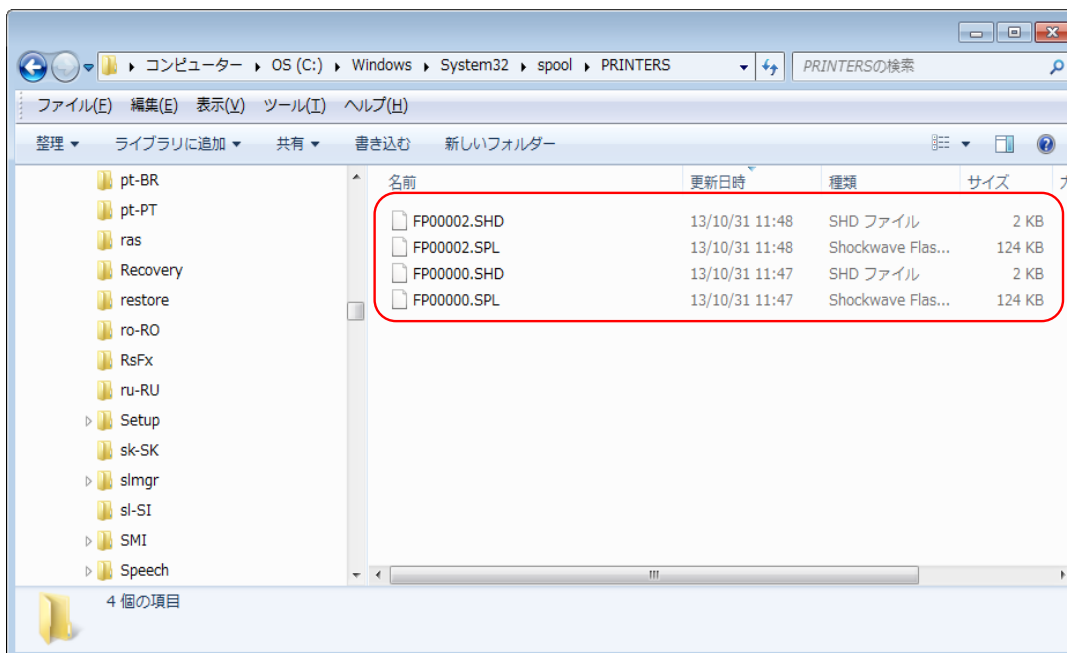 コンピューター OS (C:) Windows System32 spool PRINTERS PRINTERSの検索
ファイル(F) 編集(E) 表示(V) ツール(T) ヘルプ(H)
整理 ライブラリに追加 共有 書き込む 新しいフォルダー
名前 更新日時 種類 サイズ
pt-BR
pt-PT
ras
Recovery
restore
ro-RO
RsFx
ru-RU
Setup
sk-SK
slmgr
sl-SI
SMI
Speech
FP00002.SHD 13/10/31 11:48 SHD ファイル 2 KB
FP00002.SPL 13/10/31 11:48 Shockwave Flas... 124 KB
FP00000.SHD 13/10/31 11:47 SHD ファイル 2 KB
FP00000.SPL 13/10/31 11:47 Shockwave Flas... 124 KB
4 個の項目